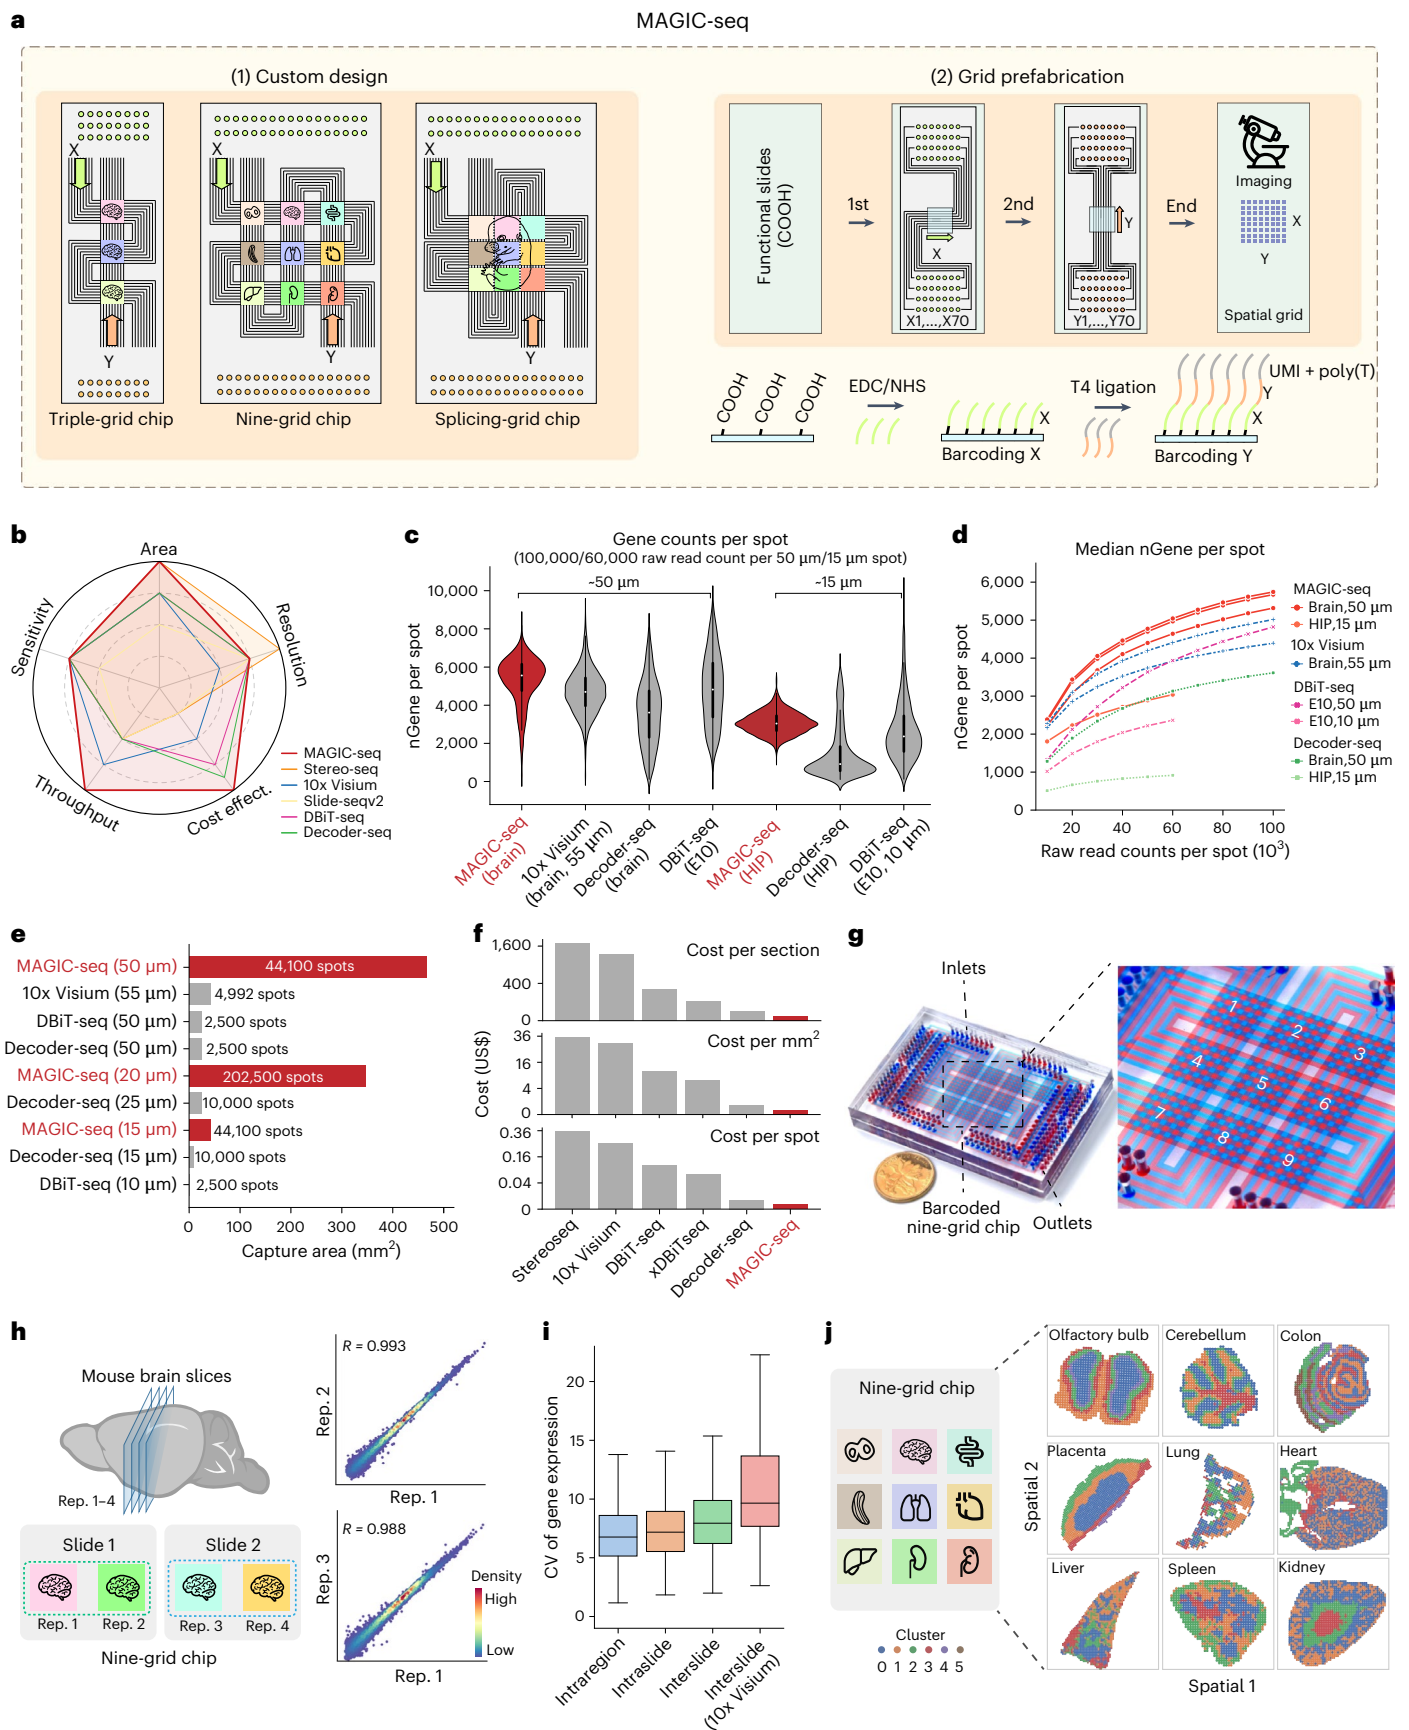 a
MAGIC-seq
(1) Custom design
(2) Grid prefabrication
X
Y
Triple-grid chip
X
Y
Nine-grid chip
X
Y
Splicing-grid chip
Functional slides
(COOH)
1st
X
X1,...,X70
2nd
Y
Y1,...,Y70
End
Imaging
X
Y
Spatial grid
COOH
COOH
COOH
EDC/NHS
X
Barcoding X
T4 ligation
UMI + poly(T)
Y
X
Barcoding Y
b
Area
Resolution
Cost effect.
Throughput
Sensitivity
MAGIC-seq
Stereo-seq
10x Visium
Slide-seqv2
DBiT-seq
Decoder-seq
c
Gene counts per spot
(100,000/60,000 raw read count per 50 µm/15 µm spot)
~50 µm
~15 µm
nGene per spot
10,000
8,000
6,000
4,000
2,000
0
MAGIC-seq
(brain)
10x Visium
(brain, 55 µm)
Decoder-seq
(brain)
DBiT-seq
(E10)
MAGIC-seq
(HIP)
Decoder-seq
(HIP)
DBiT-seq
(E10, 10 µm)
d
Median nGene per spot
nGene per spot
6,000
5,000
4,000
3,000
2,000
1,000
0
20
40
60
80
100
Raw read counts per spot (10³)
MAGIC-seq
Brain,50 µm
HIP,15 µm
10x Visium
Brain,55 µm
DBiT-seq
E10,50 µm
E10,10 µm
Decoder-seq
Brain,50 µm
HIP,15 µm
e
MAGIC-seq (50 µm)
44,100 spots
10x Visium (55 µm)
4,992 spots
DBiT-seq (50 µm)
2,500 spots
Decoder-seq (50 µm)
2,500 spots
MAGIC-seq (20 µm)
202,500 spots
Decoder-seq (25 µm)
10,000 spots
MAGIC-seq (15 µm)
44,100 spots
Decoder-seq (15 µm)
10,000 spots
DBiT-seq (10 µm)
2,500 spots
0
100
200
300
400
500
Capture area (mm²)
f
Cost (US$)
Cost per section
1,600
400
0
Cost per mm²
36
16
4
0
Cost per spot
0.36
0.16
0.04
0
Stereoseq
10x Visium
DBiT-seq
xDBiTseq
Decoder-seq
MAGIC-seq
g
Inlets
Barcoded
nine-grid chip
Outlets
1
2
3
4
5
6
7
8
9
h
Mouse brain slices
Rep. 1–4
Slide 1
Slide 2
Rep. 1
Rep. 2
Rep. 3
Rep. 4
Nine-grid chip
R = 0.993
Rep. 2
Rep. 1
R = 0.988
Rep. 3
Rep. 1
Density
High
Low
i
CV of gene expression
20
15
10
5
0
Intraregion
Intraslide
Interslide
Interslide
(10x Visium)
j
Nine-grid chip
Cluster
0 1 2 3 4 5
Olfactory bulb
Cerebellum
Colon
Placenta
Lung
Heart
Liver
Spleen
Kidney
Spatial 2
Spatial 1